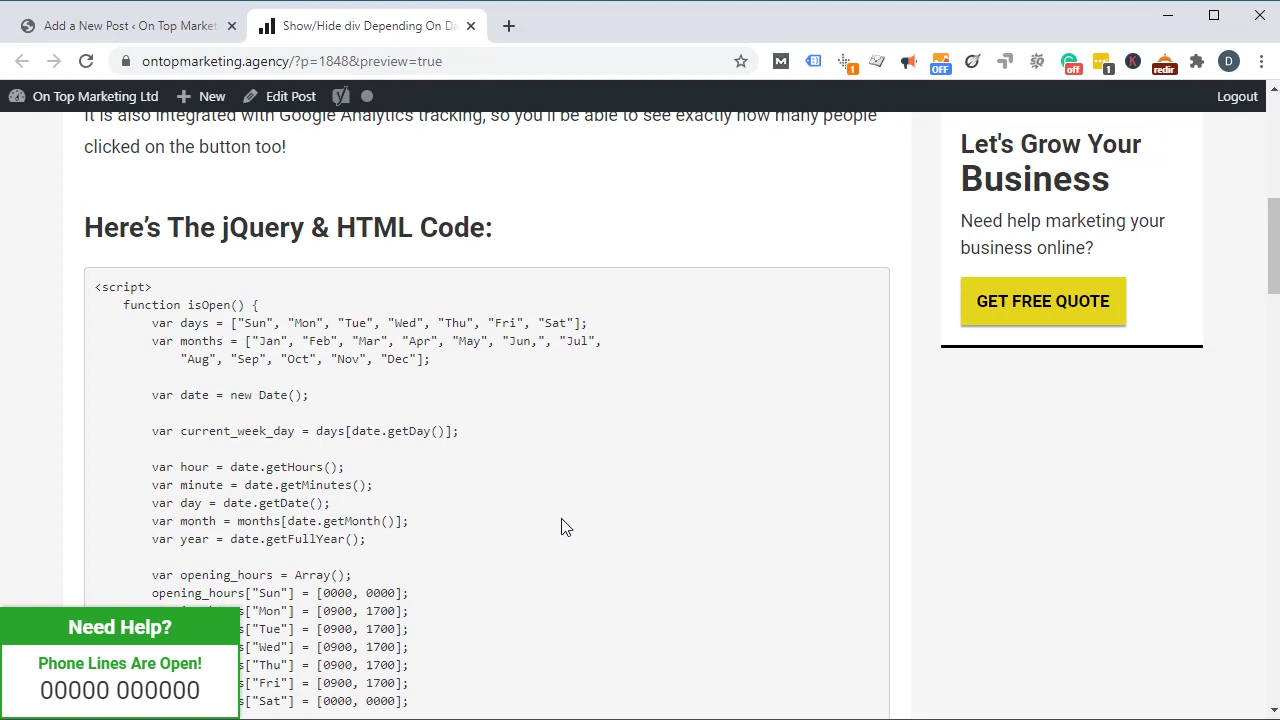 Add a New Post ‹ On Top Market
Show/Hide div Depending On Da
ontopmarketing.agency/?p=1848&preview=true
M
1
OFF
off
1
K
redir
D
On Top Marketing Ltd
New
Edit Post
Logout
It is also integrated with Google Analytics tracking, so you'll be able to see exactly how many people
clicked on the button too!
Here's The jQuery & HTML Code:
<script>
function isOpen() {
var days = ["Sun", "Mon", "Tue", "Wed", "Thu", "Fri", "Sat"];
var months = ["Jan", "Feb", "Mar", "Apr", "May", "Jun,", "Jul",
"Aug", "Sep", "Oct", "Nov", "Dec"];
var date = new Date();
var current_week_day = days[date.getDay()];
var hour = date.getHours();
var minute = date.getMinutes();
var day = date.getDate();
var month = months[date.getMonth()];
var year = date.getFullYear();
var opening_hours = Array();
opening_hours["Sun"] = [0000, 0000];
["Mon"] = [0900, 1700];
s["Tue"] = [0900, 1700];
s["Wed"] = [0900, 1700];
s["Thu"] = [0900, 1700];
s["Fri"] = [0900, 1700];
s["Sat"] = [0000, 0000];
Need Help?
Phone Lines Are Open!
00000 000000
Let's Grow Your
Business
Need help marketing your
business online?
GET FREE QUOTE